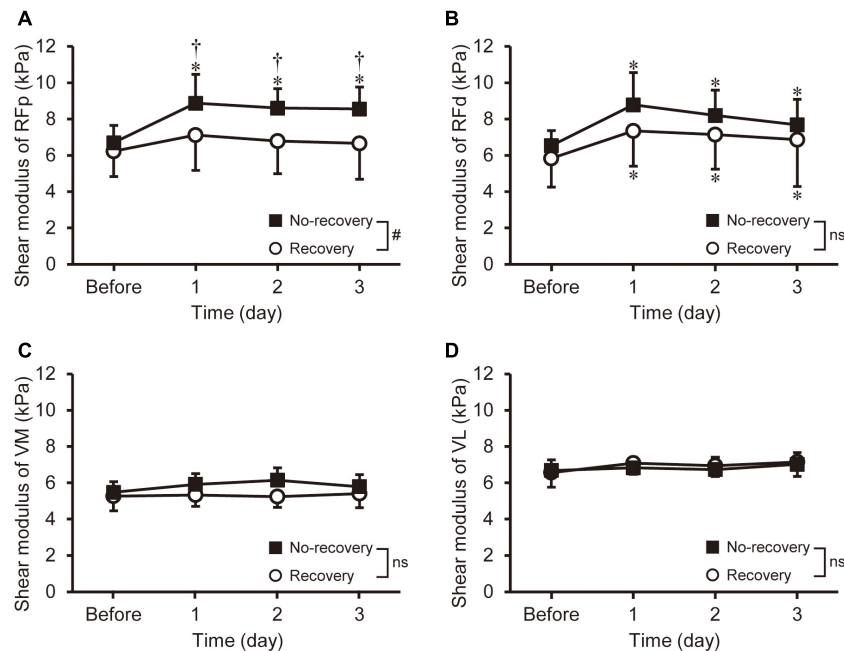 A
Shear modulus of RFp (kPa)
12
10
8
6
4
2
0
†
*
†
*
†
*
No-recovery
Recovery
#
Before
1
2
3
Time (day)
B
Shear modulus of RFd (kPa)
12
10
8
6
4
2
0
*
*
*
*
*
*
No-recovery
Recovery
ns
Before
1
2
3
Time (day)
C
Shear modulus of VM (kPa)
12
10
8
6
4
2
0
No-recovery
Recovery
ns
Before
1
2
3
Time (day)
D
Shear modulus of VL (kPa)
12
10
8
6
4
2
0
No-recovery
Recovery
ns
Before
1
2
3
Time (day)